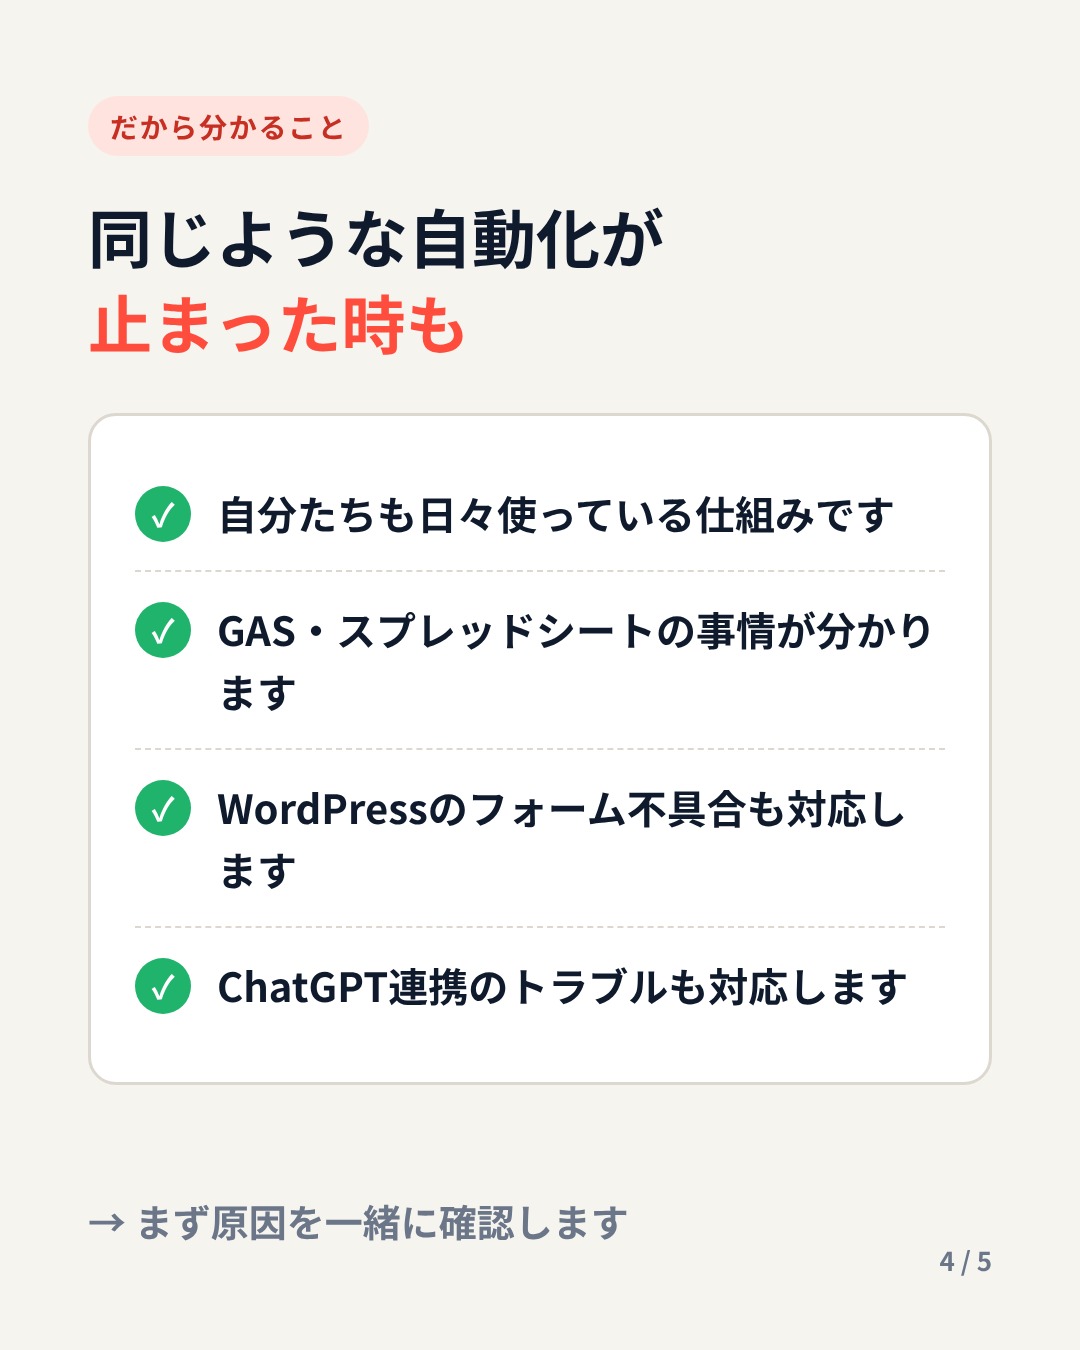 だから分かること
同じような自動化が
止まった時も
✓ 自分たちも日々使っている仕組みです
✓ GAS・スプレッドシートの事情が分かり
ます
✓ WordPressのフォーム不具合も対応し
ます
✓ ChatGPT連携のトラブルも対応します
→ まず原因を一緒に確認します
4 / 5